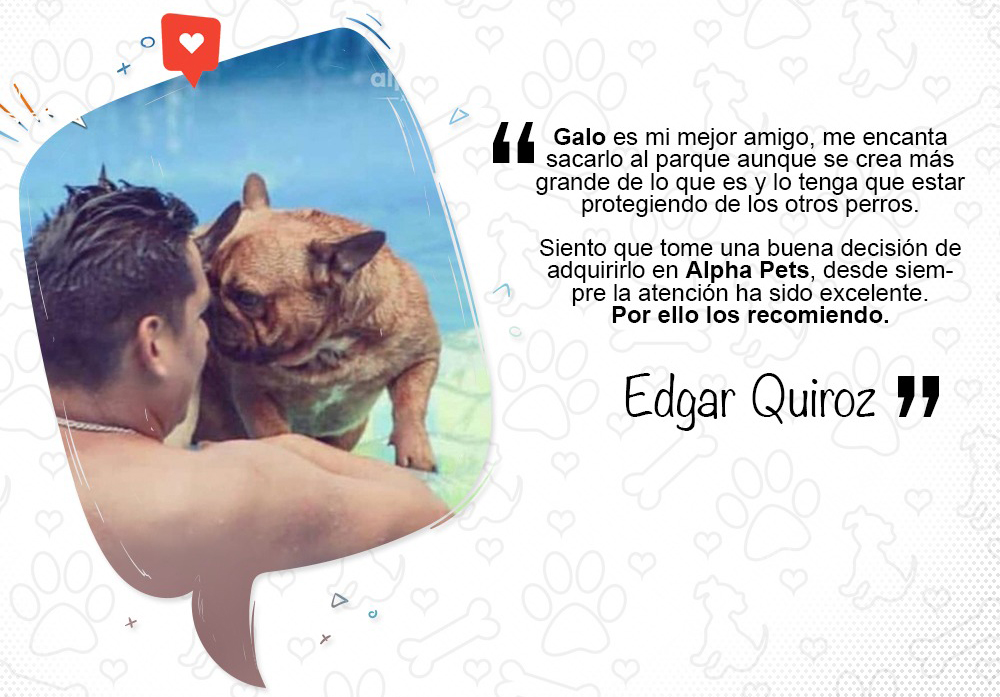 “ Galo es mi mejor amigo, me encanta
sacarlo al parque aunque se crea más
grande de lo que es y lo tenga que estar
protegiendo de los otros perros.
Siento que tome una buena decisión de
adquirirlo en Alpha Pets, desde siem-
pre la atención ha sido excelente.
Por ello los recomiendo.
Edgar Quiroz ”